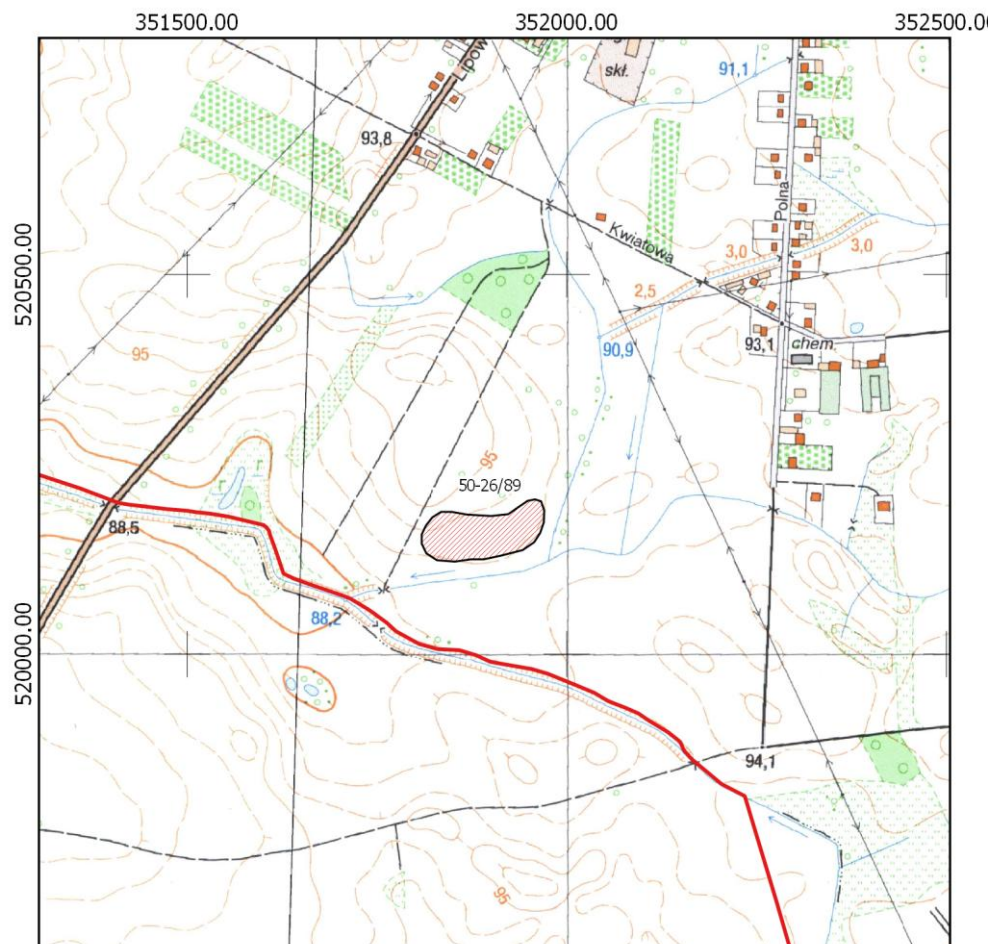 351500.00
352000.00
352500.0
Lipow
skł.
91,1
93,8
Polna
Kwiatowa
3,0
3,0
520500.00
2,5
90,9
93,1
chem.
95
95
50-26/89
r
r
88,5
88,2
520000.00
94,1
95